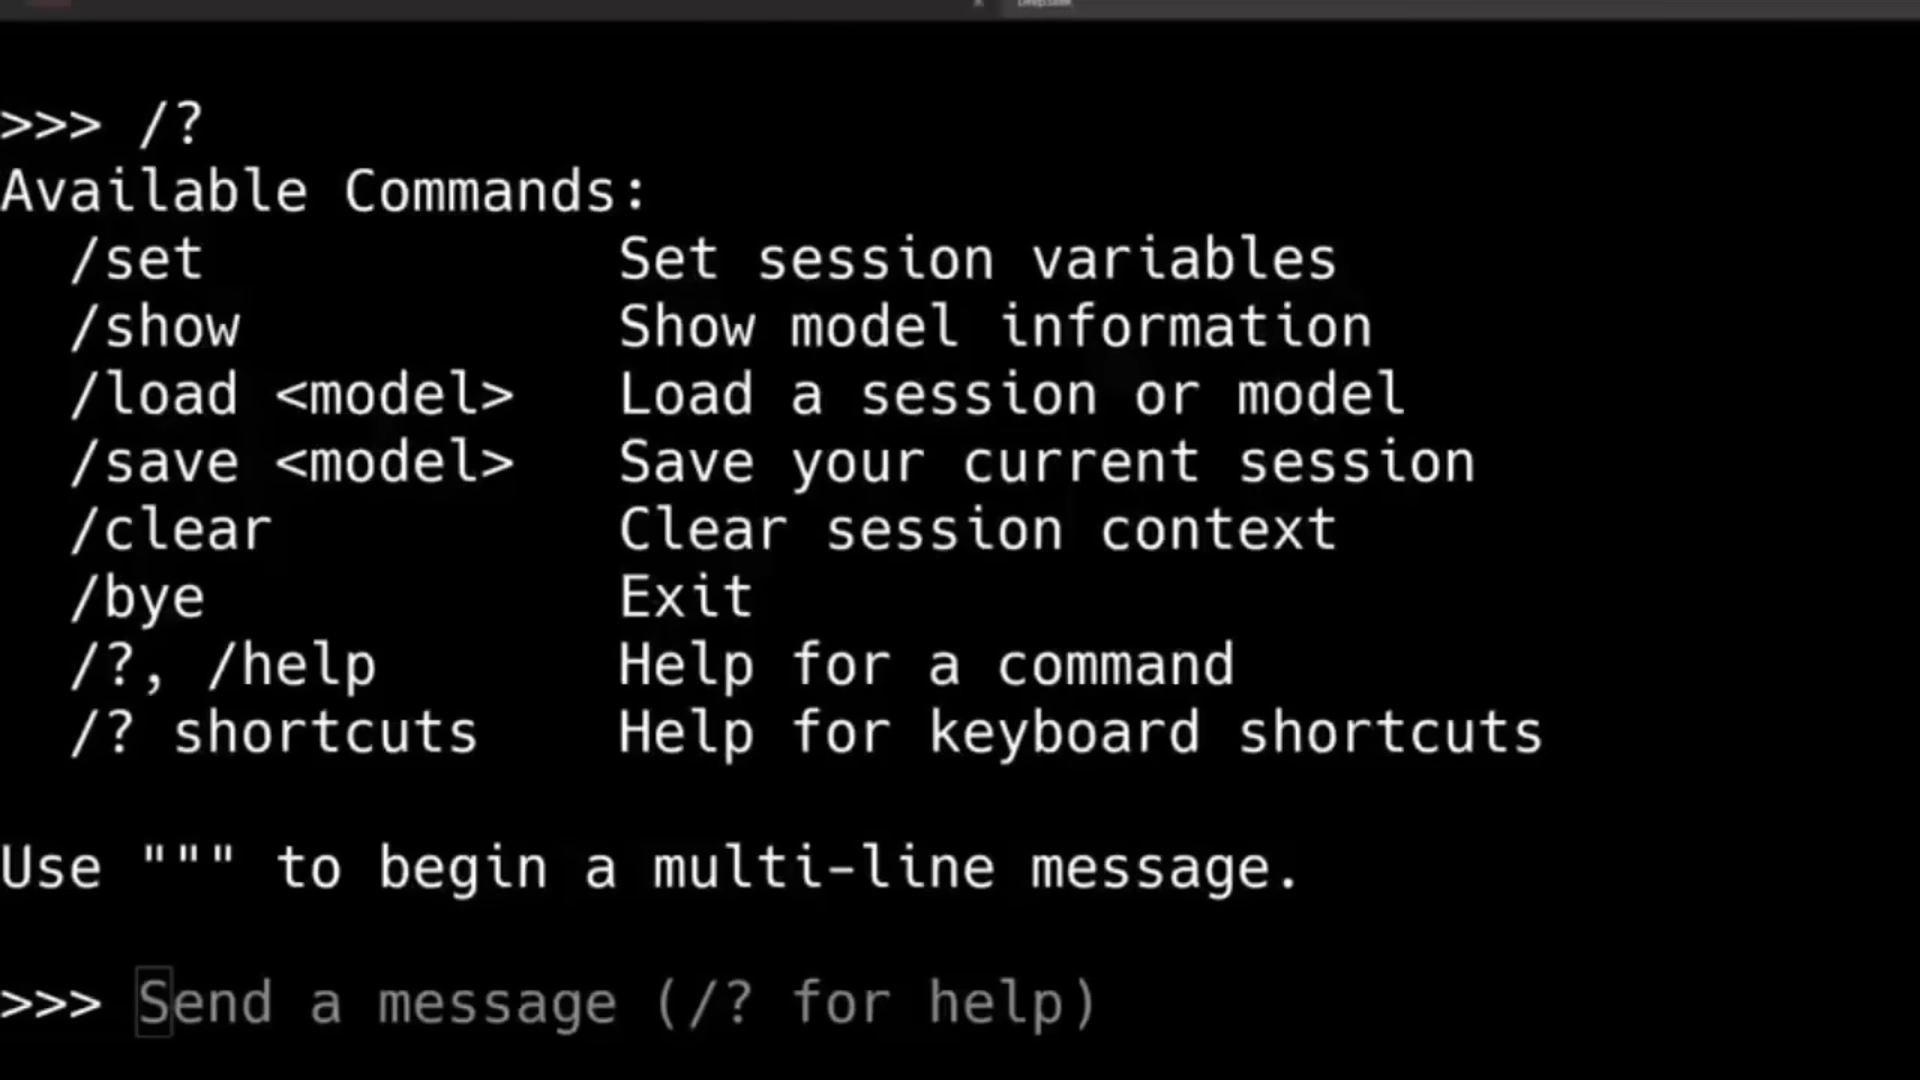 >>> /?
Available Commands:
/set Set session variables
/show Show model information
/load <model> Load a session or model
/save <model> Save your current session
/clear Clear session context
/bye Exit
/?, /help Help for a command
/? shortcuts Help for keyboard shortcuts
Use """ to begin a multi-line message.
>>> Send a message (/? for help)